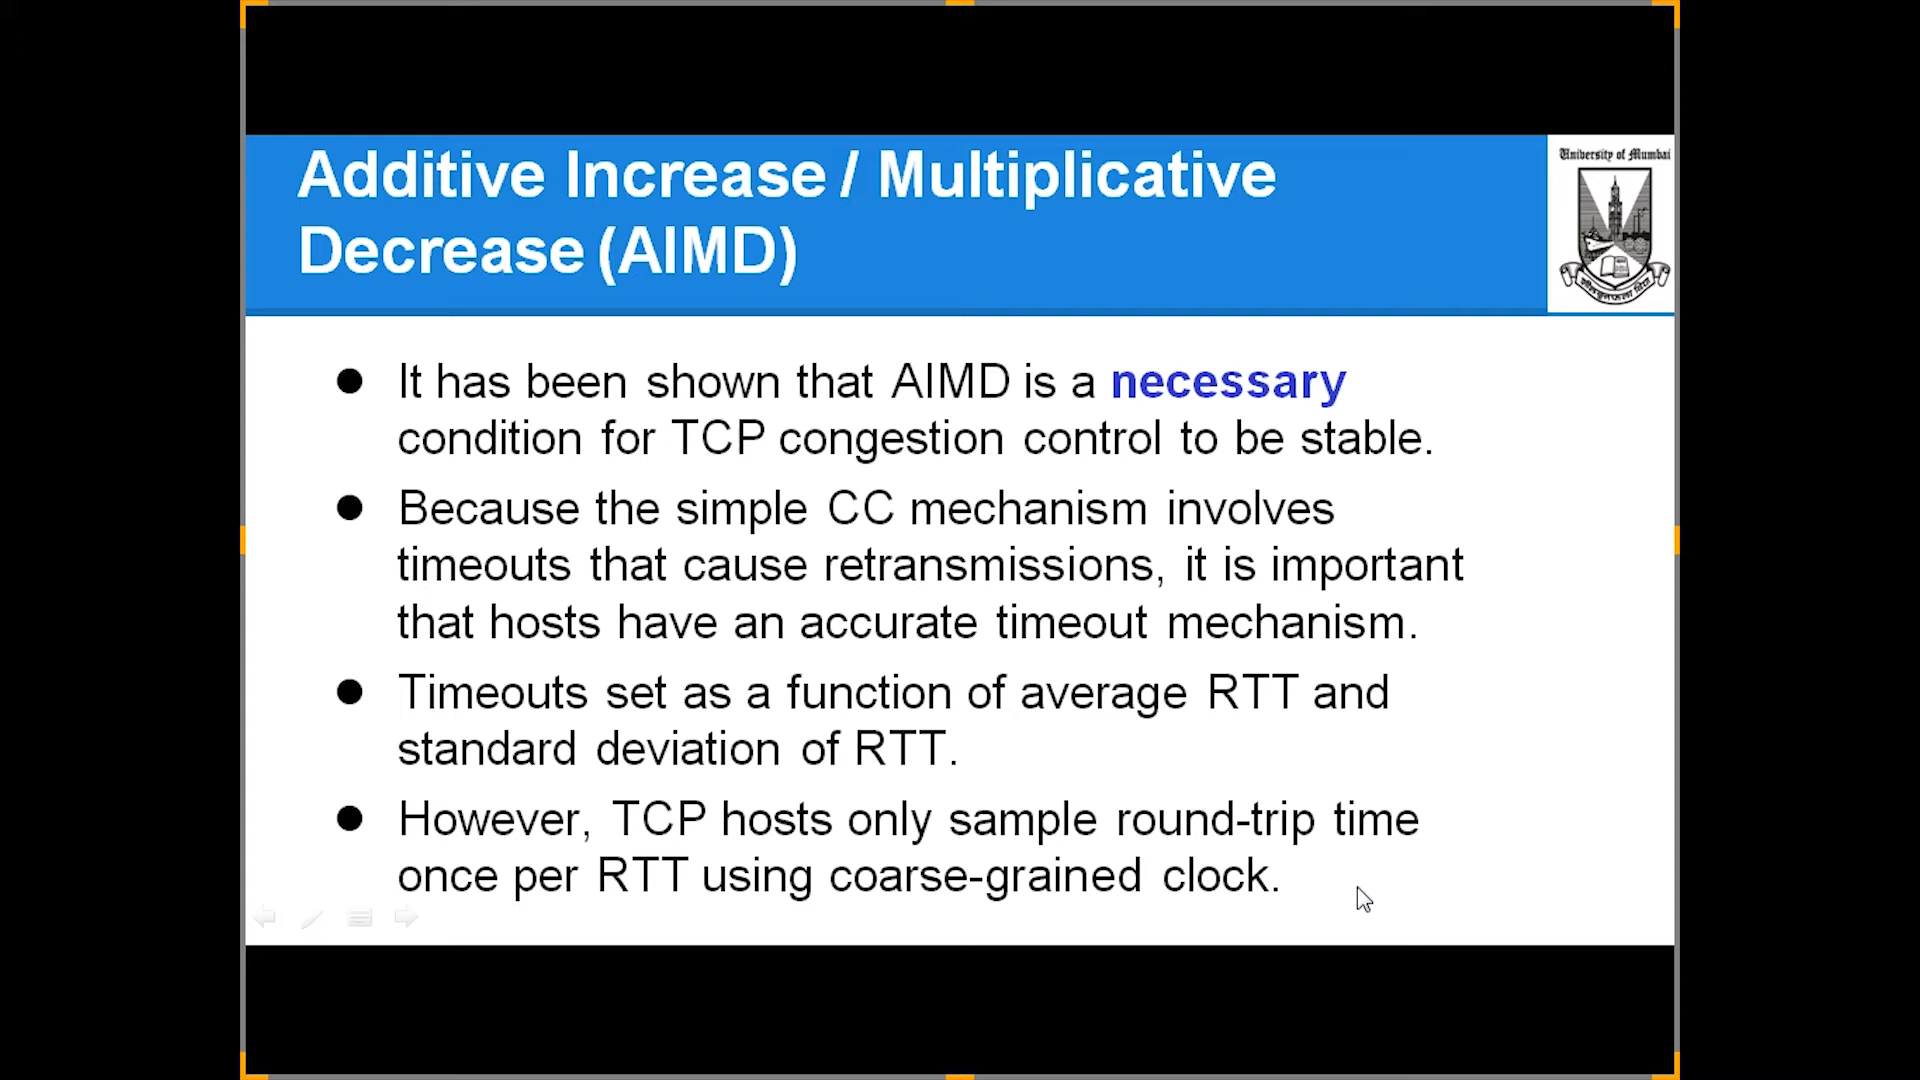 Additive Increase / Multiplicative
Decrease (AIMD)
University of Mumbai
● It has been shown that AIMD is a necessary
condition for TCP congestion control to be stable.
● Because the simple CC mechanism involves
timeouts that cause retransmissions, it is important
that hosts have an accurate timeout mechanism.
● Timeouts set as a function of average RTT and
standard deviation of RTT.
● However, TCP hosts only sample round-trip time
once per RTT using coarse-grained clock.